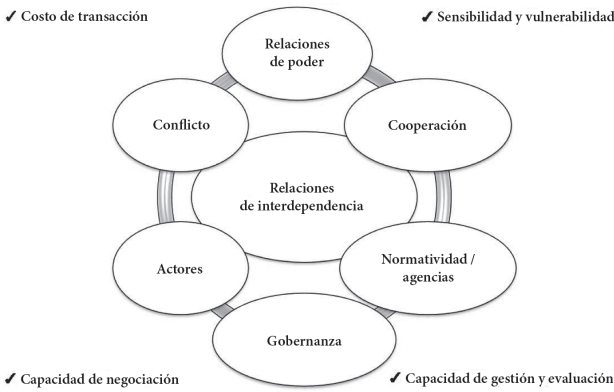 ✓ Costo de transacción
✓ Sensibilidad y vulnerabilidad
Relaciones
de poder
Conflicto
Cooperación
Relaciones
de interdependencia
Actores
Normatividad /
agencias
Gobernanza
✓ Capacidad de negociación
✓ Capacidad de gestión y evaluación